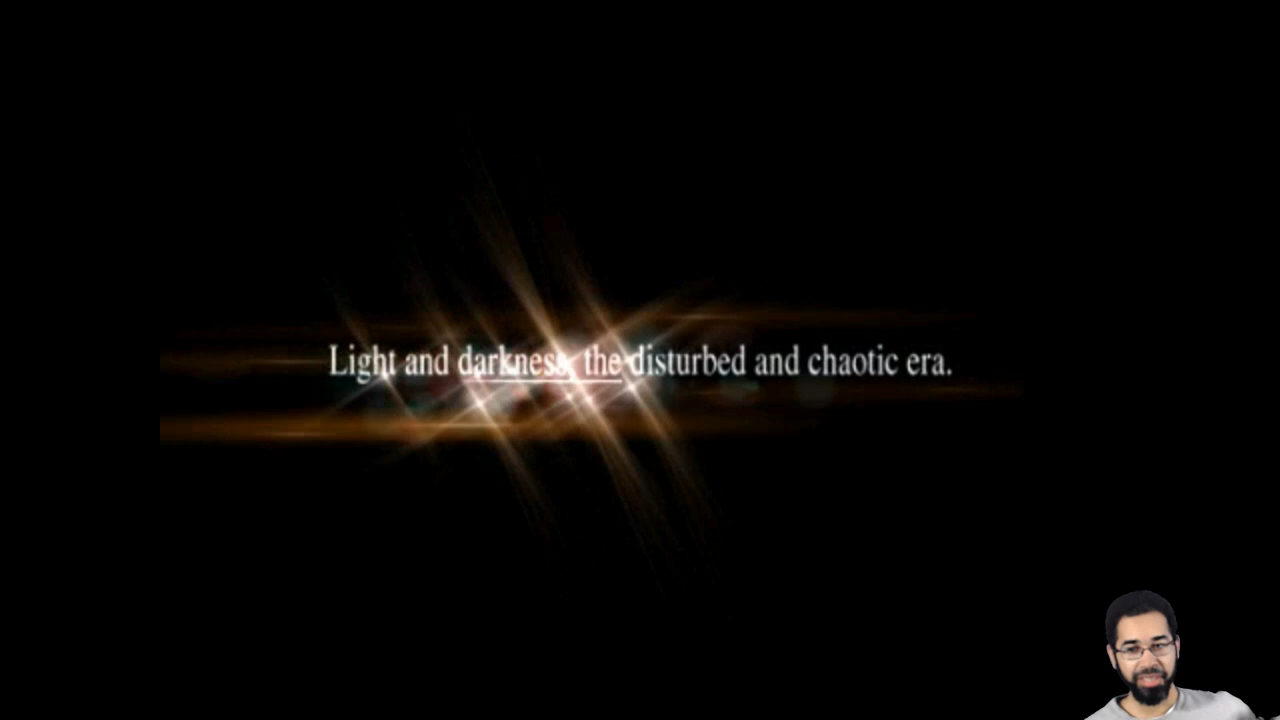 Light and darkness, the disturbed and chaotic era.